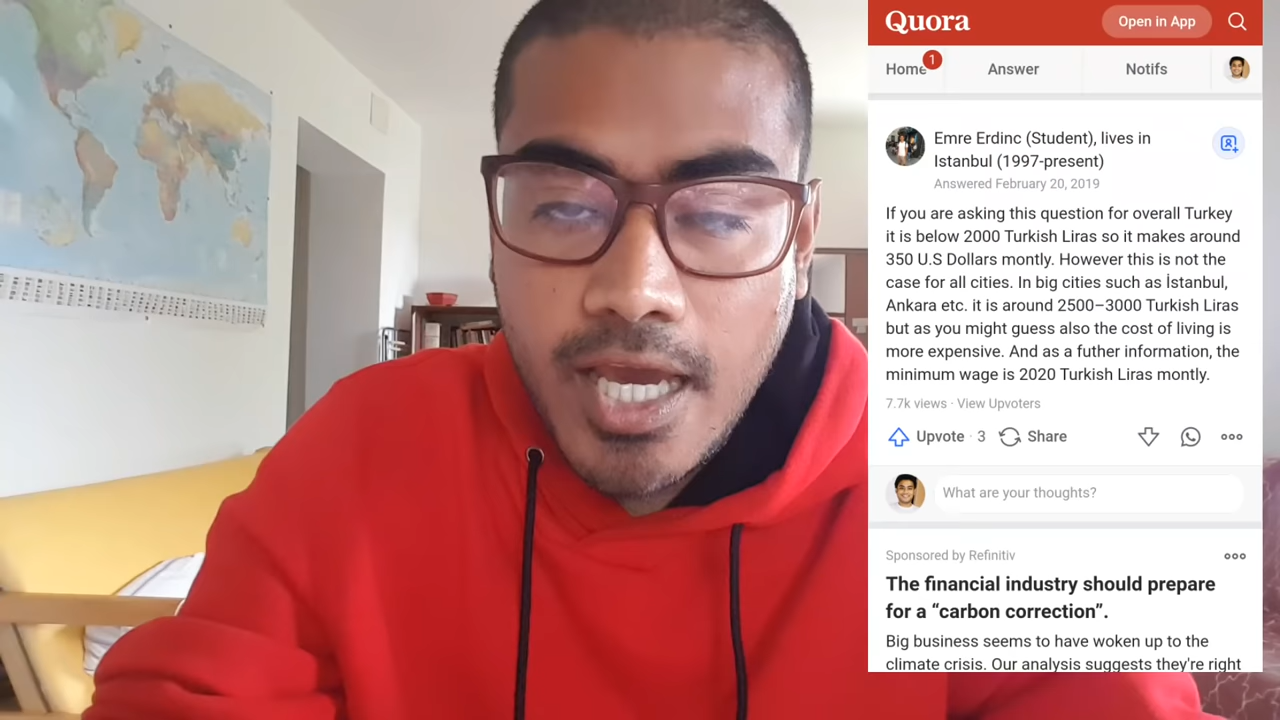 Quora
Open in App
Home
1
Answer
Notifs
Emre Erdinc (Student), lives in
Istanbul (1997-present)
Answered February 20, 2019
If you are asking this question for overall Turkey
it is below 2000 Turkish Liras so it makes around
350 U.S Dollars montly. However this is not the
case for all cities. In big cities such as İstanbul,
Ankara etc. it is around 2500–3000 Turkish Liras
but as you might guess also the cost of living is
more expensive. And as a futher information, the
minimum wage is 2020 Turkish Liras montly.
7.7k views · View Upvoters
Upvote · 3
Share
What are your thoughts?
Sponsored by Refinitiv
The financial industry should prepare
for a “carbon correction”.
Big business seems to have woken up to the
climate crisis. Our analysis suggests they're right